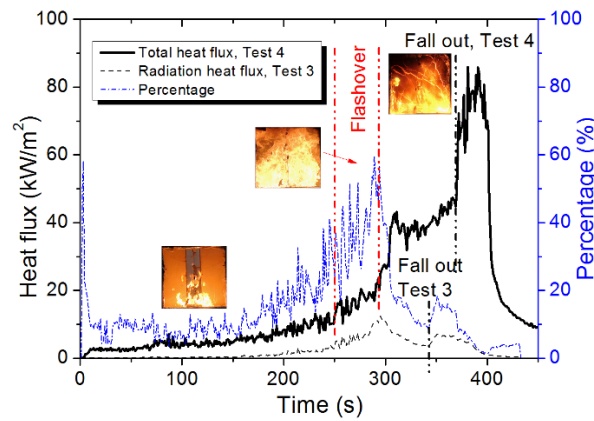 100
80
60
40
20
0
Heat flux (kW/m²)
Total heat flux, Test 4
Radiation heat flux, Test 3
Percentage
Flashover
Fall out, Test 4
Fall out
Test 3
100
80
60
40
20
0
Percentage (%)
0
100
200
300
400
Time (s)